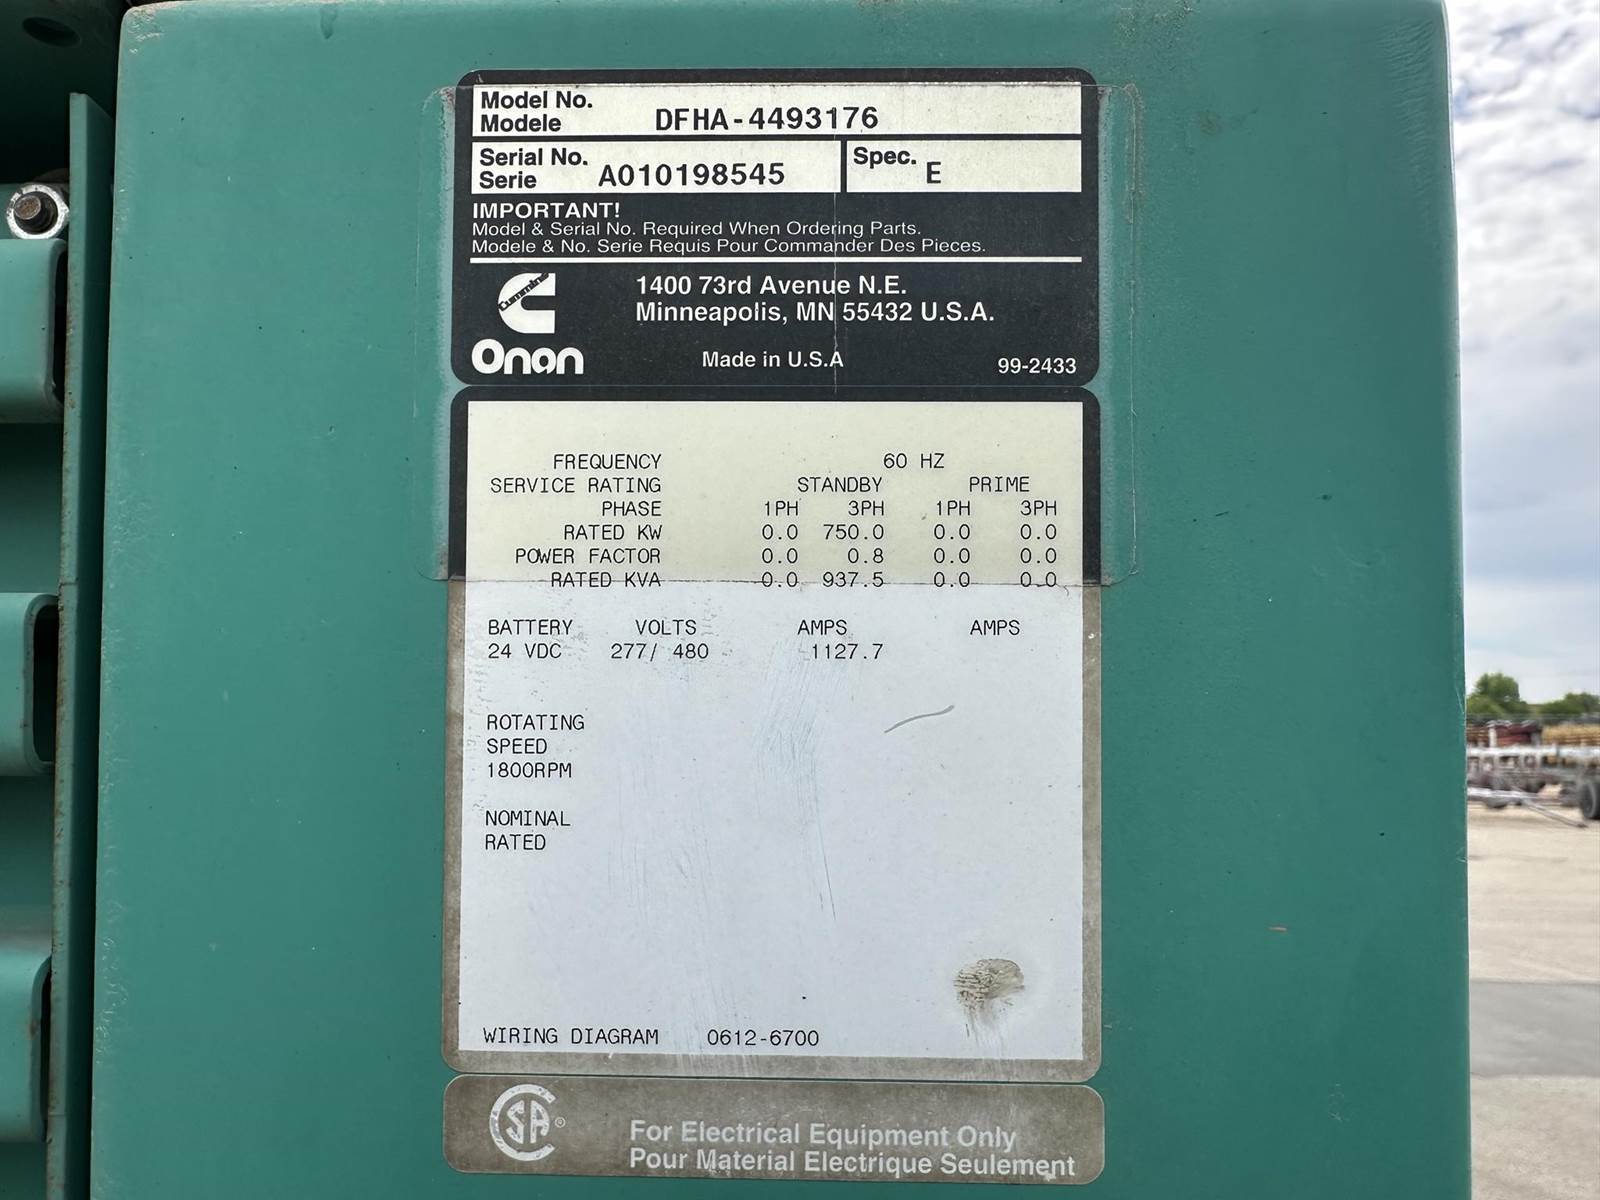 Model No.
Modele DFHA-4493176
Serial No.
Serie A010198545
Spec. E
IMPORTANT!
Model & Serial No. Required When Ordering Parts.
Modele & No. Serie Requis Pour Commander Des Pieces.
Cummins
Onan
1400 73rd Avenue N.E.
Minneapolis, MN 55432 U.S.A.
Made in U.S.A 99-2433
FREQUENCY 60 HZ
SERVICE RATING STANDBY PRIME
PHASE 1PH 3PH 1PH 3PH
RATED KW 0.0 750.0 0.0 0.0
POWER FACTOR 0.0 0.8 0.0 0.0
RATED KVA 0.0 937.5 0.0 0.0
BATTERY VOLTS AMPS AMPS
24 VDC 277/ 480 1127.7
ROTATING
SPEED
1800RPM
NOMINAL
RATED
WIRING DIAGRAM 0612-6700
CSA®
For Electrical Equipment Only
Pour Material Electrique Seulement